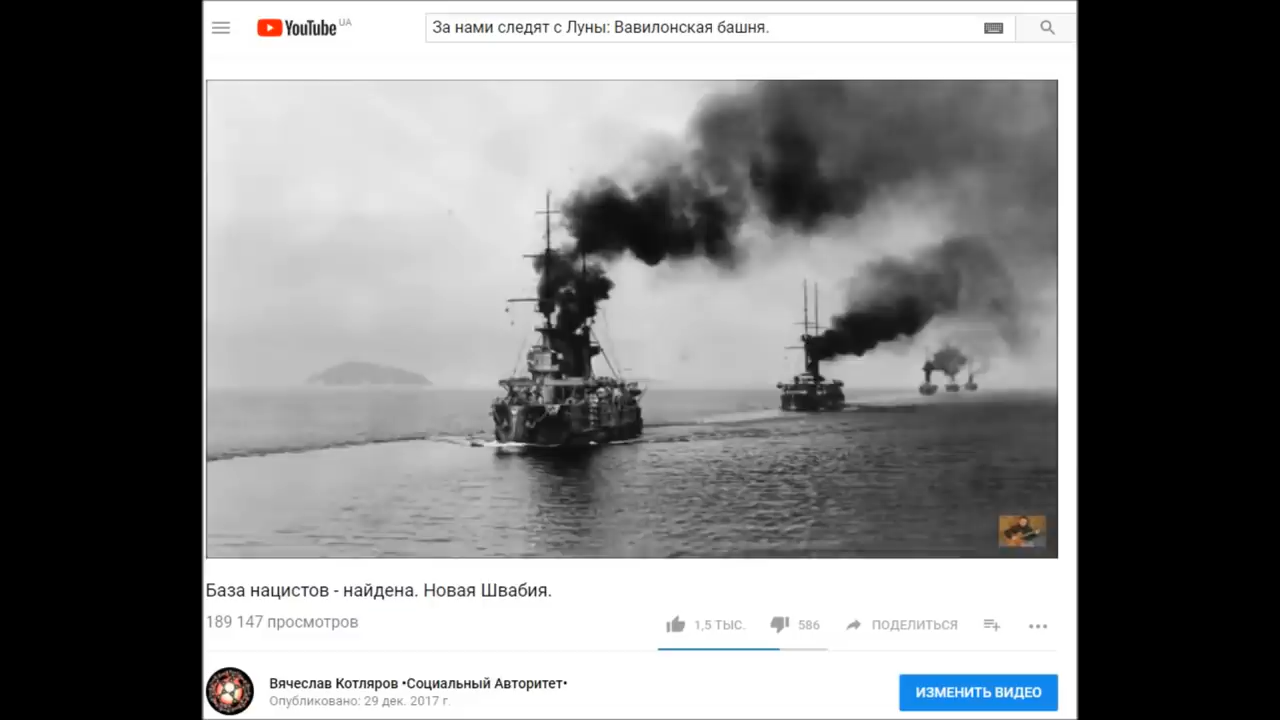 YouTube UA
За нами следят с Луны: Вавилонская башня.
База нацистов - найдена. Новая Швабия.
189 147 просмотров
1,5 ТЫС. 586 ПОДЕЛИТЬСЯ
Вячеслав Котляров •Социальный Авторитет•
Опубликовано: 29 дек. 2017 г.
ИЗМЕНИТЬ ВИДЕО